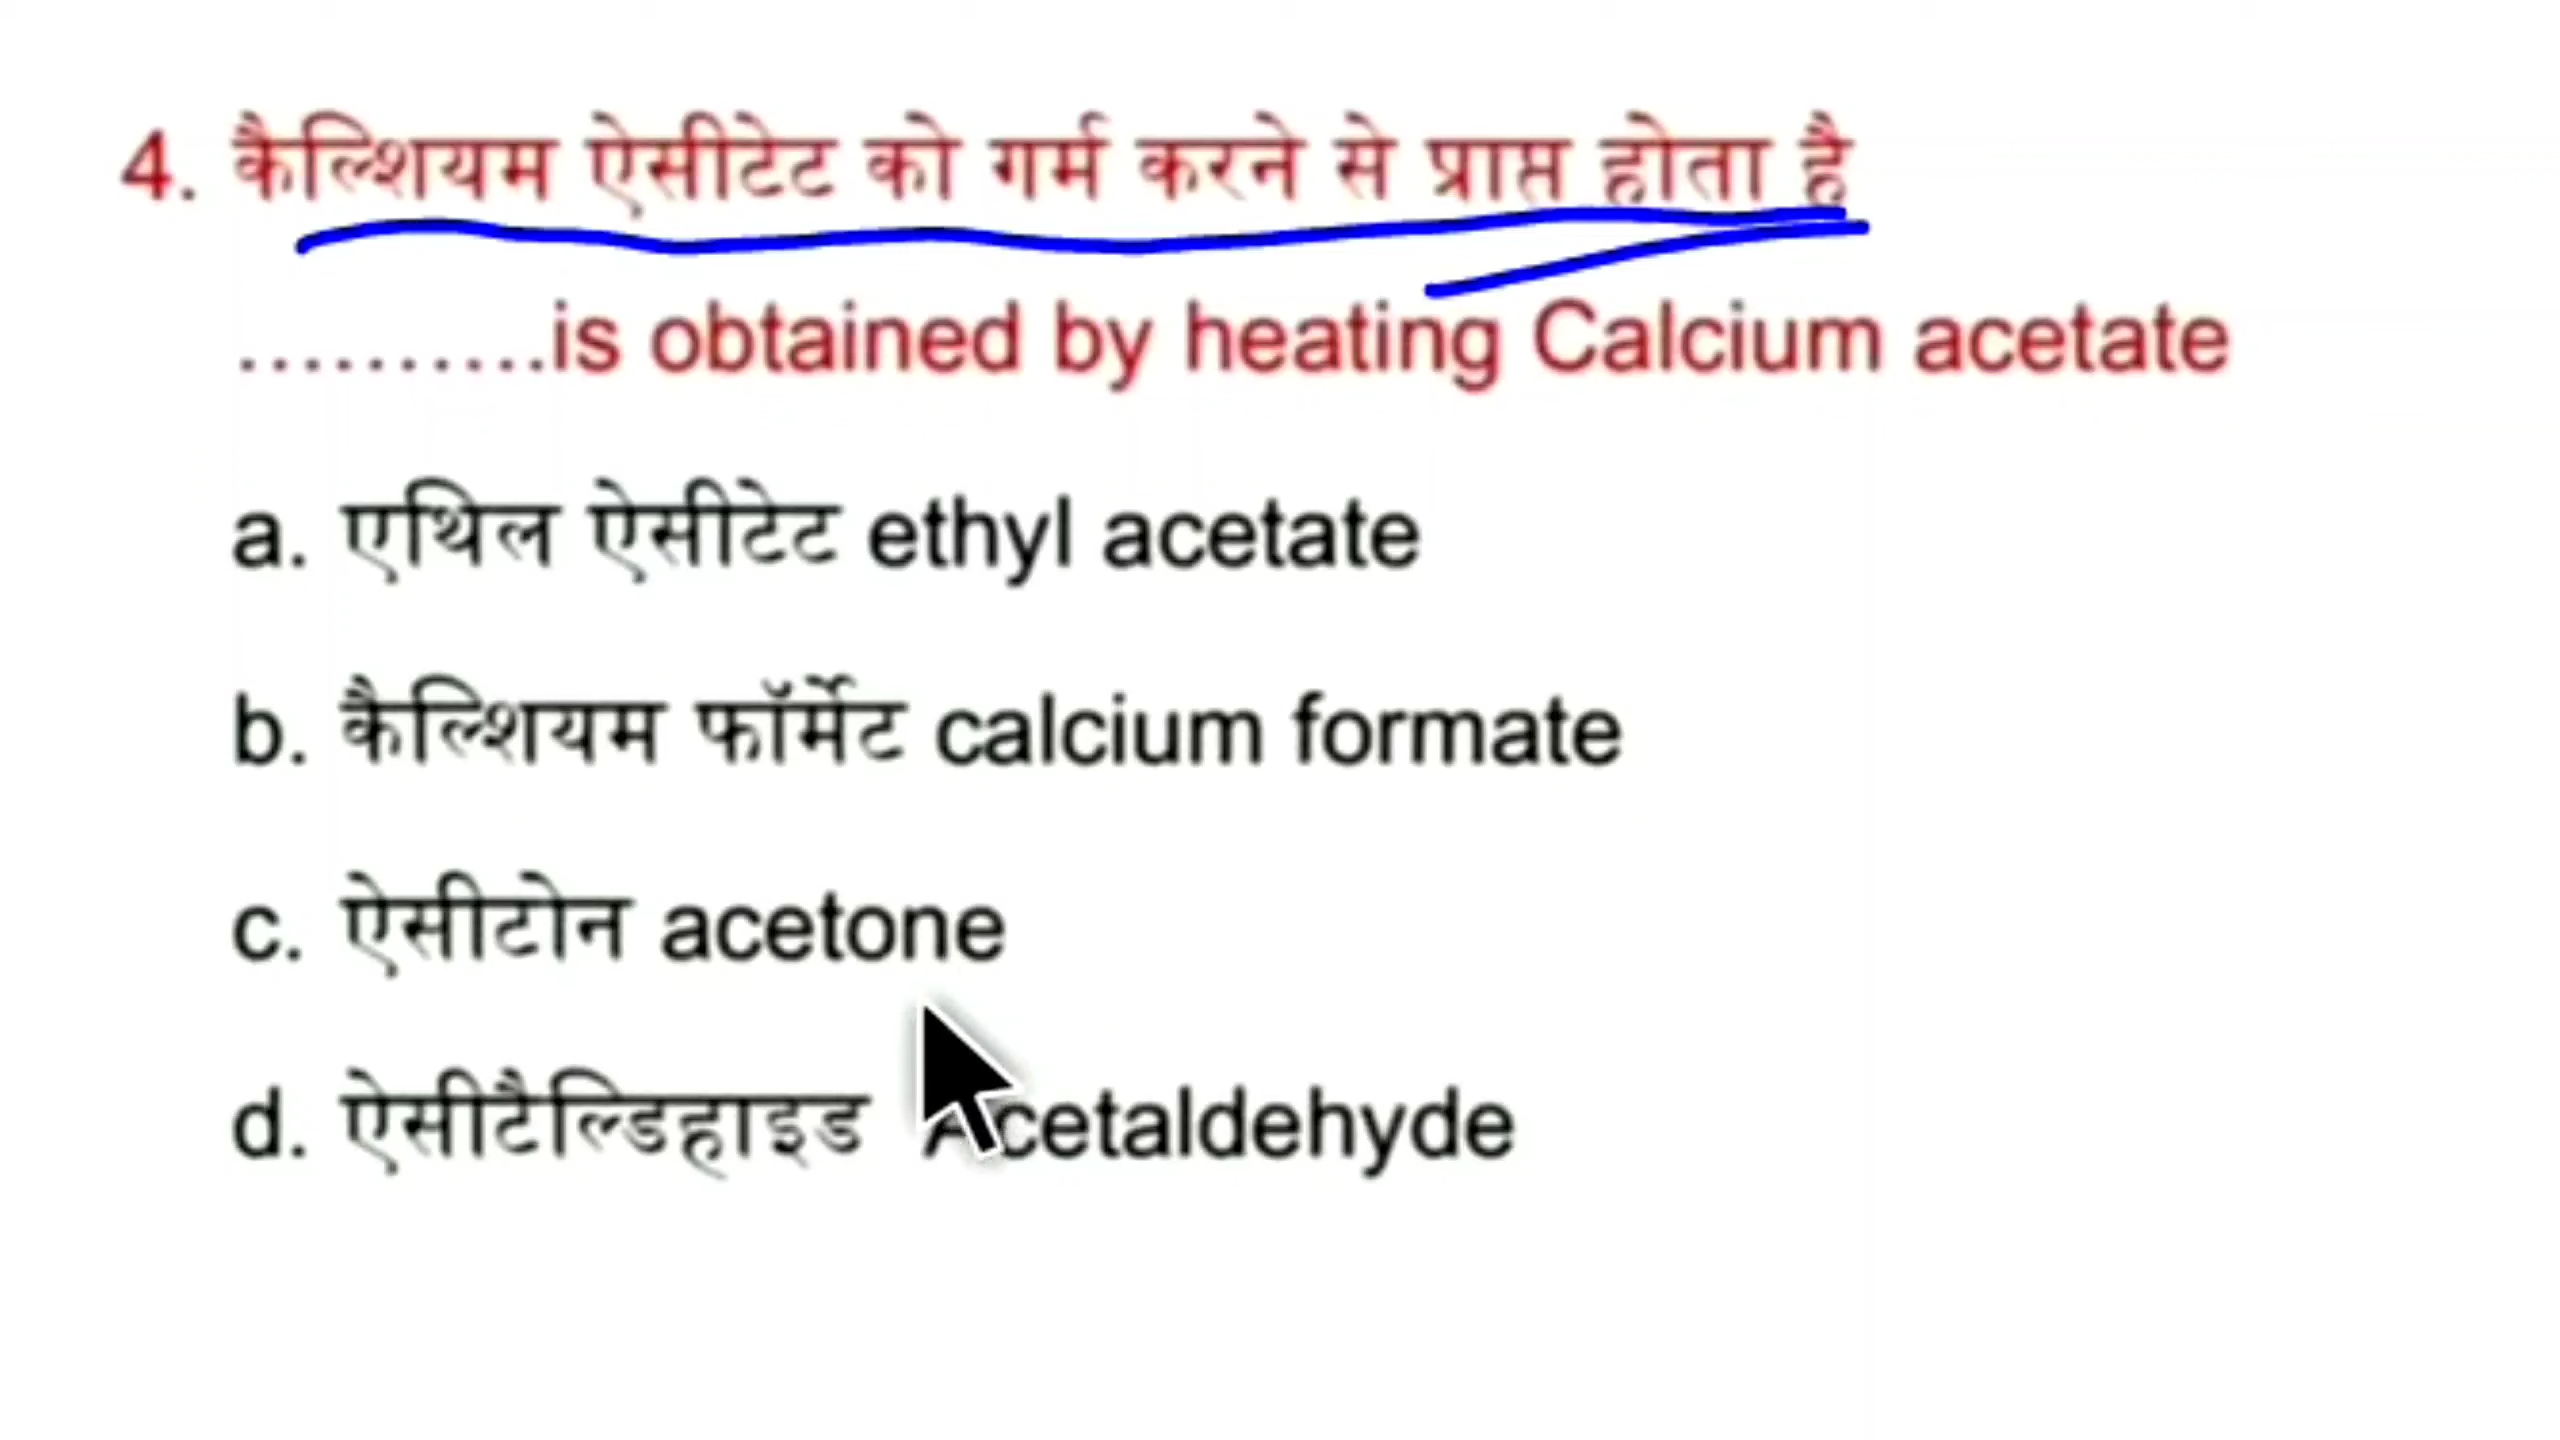 4. कैल्शियम ऐसीटेट को गर्म करने से प्राप्त होता है
..........is obtained by heating Calcium acetate
a. एथिल ऐसीटेट ethyl acetate
b. कैल्शियम फॉर्मेट calcium formate
c. ऐसीटोन acetone
d. ऐसीटैल्डिहाइड Acetaldehyde